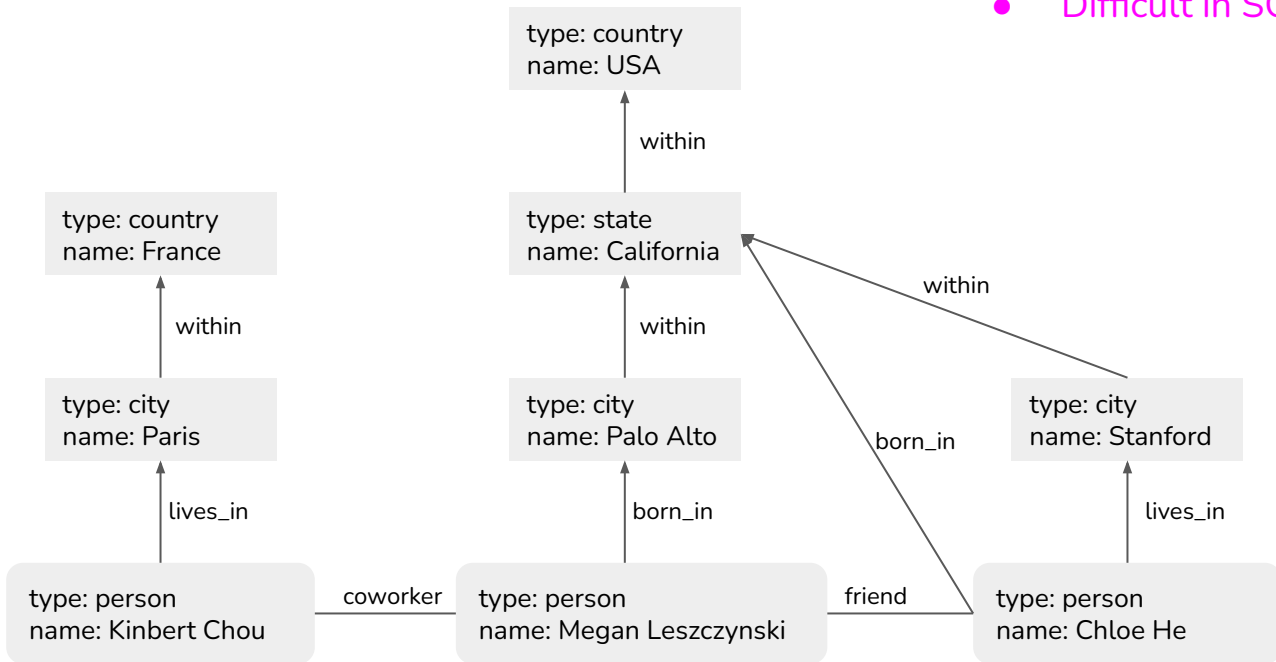 ● Difficult in
type: country
name: USA
within
type: country
name: France
type: state
name: California
within
within
within
type: city
name: Paris
type: city
name: Palo Alto
type: city
name: Stanford
born_in
lives_in
born_in
lives_in
type: person
name: Kinbert Chou
coworker
type: person
name: Megan Leszczynski
friend
type: person
name: Chloe He